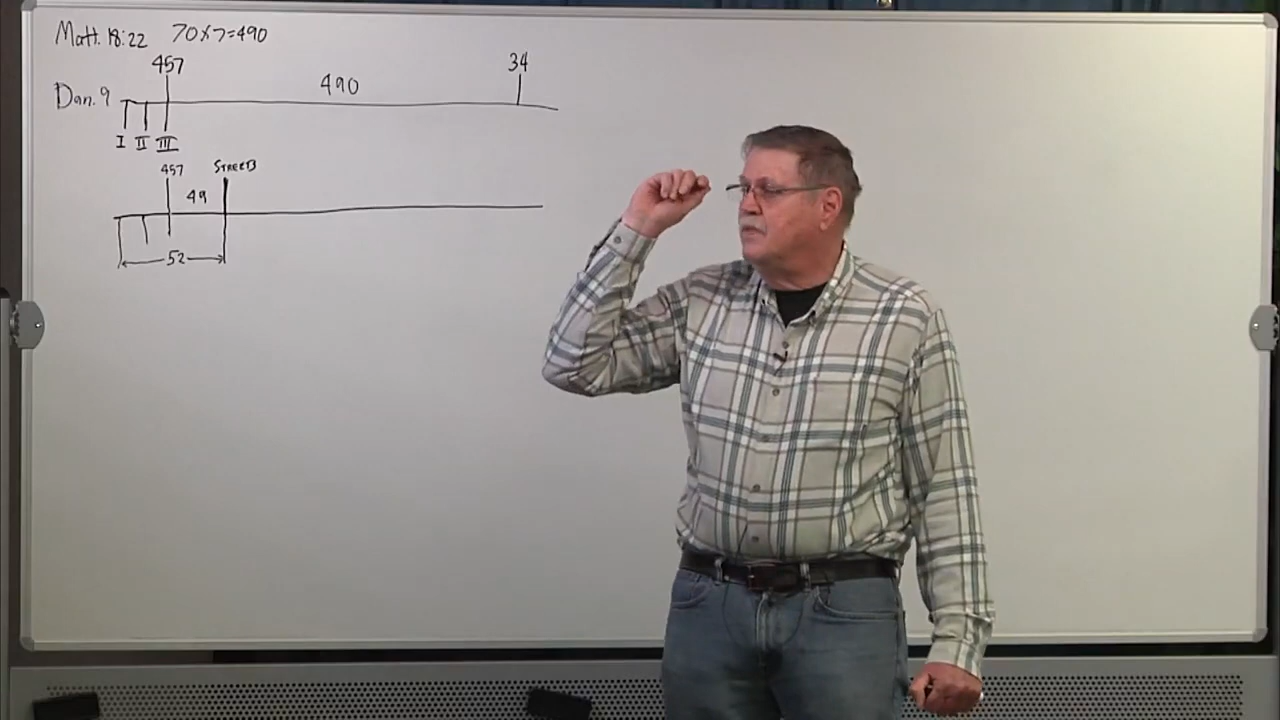 Matt. 18:22 70x7=490
457 34
Dan. 9 490
I II III
457 STREETS
49
52